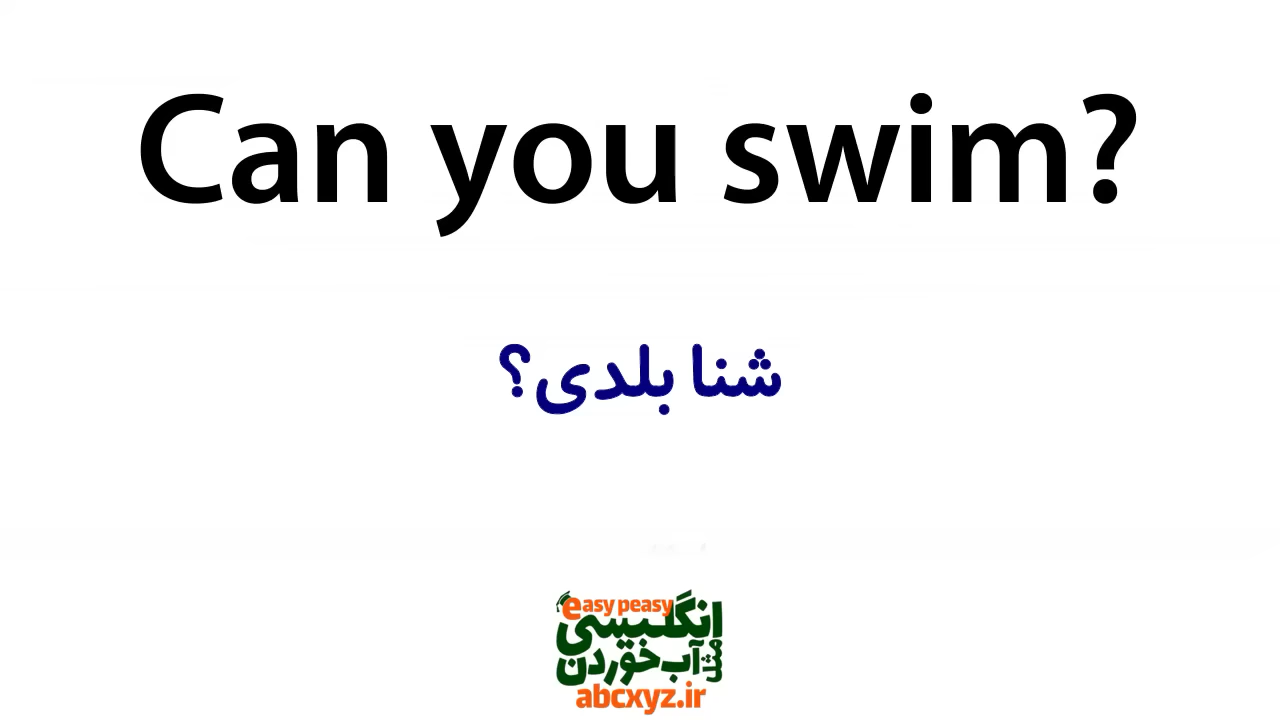 Can you swim?
شنا بلدی؟
easy peasy
انگلیسی
مثل آب خوردن
abcxyz.ir